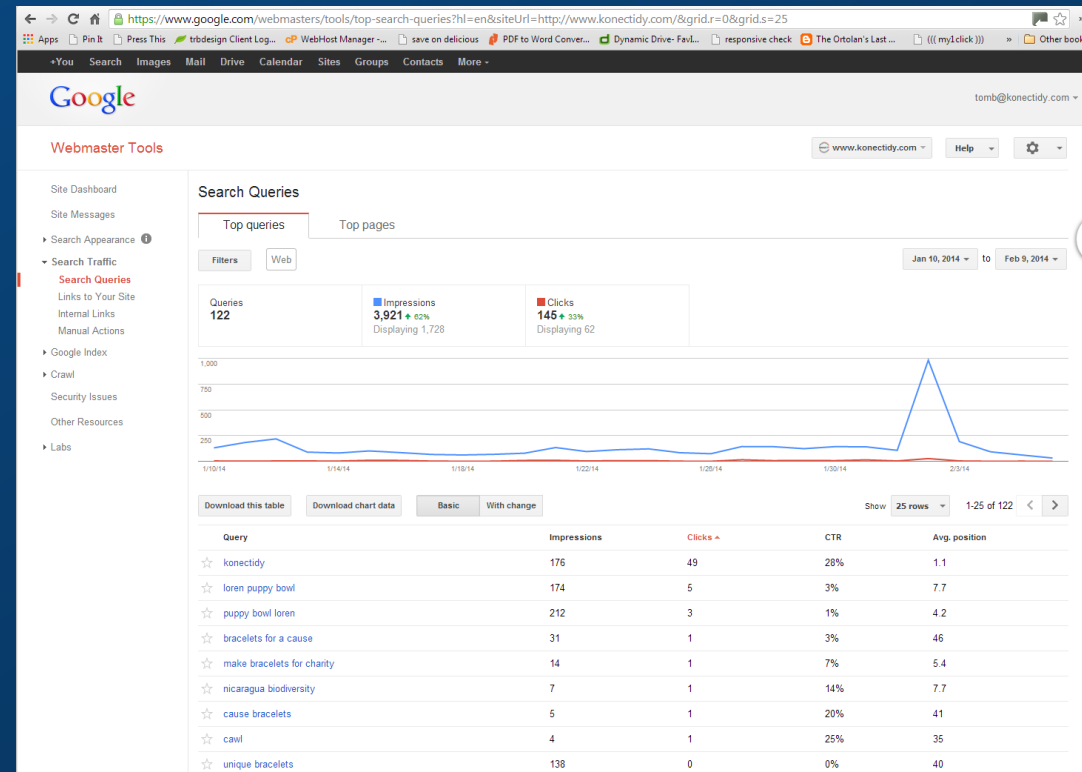 https://www.google.com/webmasters/tools/top-search-queries?hl=en&siteUrl=http://www.konectidy.com/&grid.r=0&grid.s=25
Apps Pin It Press This trbdesign Client Log... cP WebHost Manager -... save on delicious PDF to Word Conver... Dynamic Drive- FavI... responsive check The Ortolan's Last ... ((( my1click ))) » Other book
+You Search Images Mail Drive Calendar Sites Groups Contacts More
Google tomb@konectidy.com
Webmaster Tools www.konectidy.com Help
Site Dashboard
Site Messages
Search Appearance
Search Traffic
Search Queries
Links to Your Site
Internal Links
Manual Actions
Google Index
Crawl
Security Issues
Other Resources
Labs
Search Queries
Top queries Top pages
Filters Web Jan 10, 2014 to Feb 9, 2014
Queries Impressions Clicks
122 3,921 62% 145 33%
Displaying 1,728 Displaying 62
1,000
750
500
250
1/10/14 1/14/14 1/18/14 1/22/14 1/26/14 1/30/14 2/3/14
Download this table Download chart data Basic With change Show 25 rows 1-25 of 122
Query Impressions Clicks CTR Avg. position
konectidy 176 49 28% 1.1
loren puppy bowl 174 5 3% 7.7
puppy bowl loren 212 3 1% 4.2
bracelets for a cause 31 1 3% 46
make bracelets for charity 14 1 7% 5.4
nicaragua biodiversity 7 1 14% 7.7
cause bracelets 5 1 20% 41
cawl 4 1 25% 35
unique bracelets 138 0 0% 40